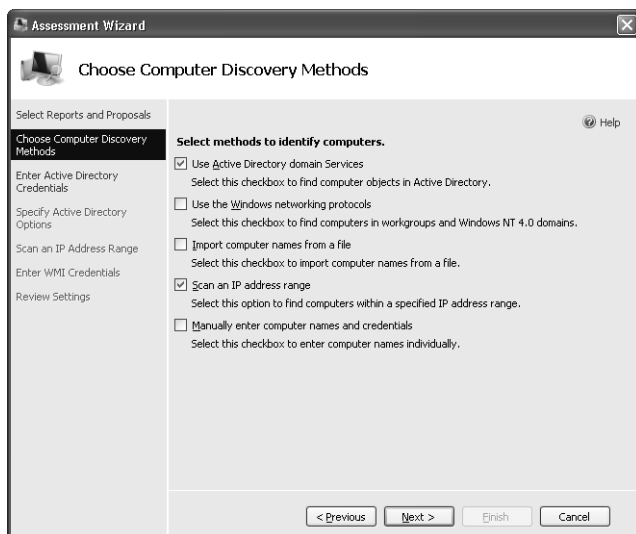 Assessment Wizard
Choose Computer Discovery Methods
Select Reports and Proposals
Choose Computer Discovery
Methods
Enter Active Directory
Credentials
Specify Active Directory
Options
Scan an IP Address Range
Enter WMI Credentials
Review Settings
Help
Select methods to identify computers.
Use Active Directory domain Services
Select this checkbox to find computer objects in Active Directory.
Use the Windows networking protocols
Select this checkbox to find computers in workgroups and Windows NT 4.0 domains.
Import computer names from a file
Select this checkbox to import computer names from a file.
Scan an IP address range
Select this option to find computers within a specified IP address range.
Manually enter computer names and credentials
Select this checkbox to enter computer names individually.
< Previous Next > Finish Cancel